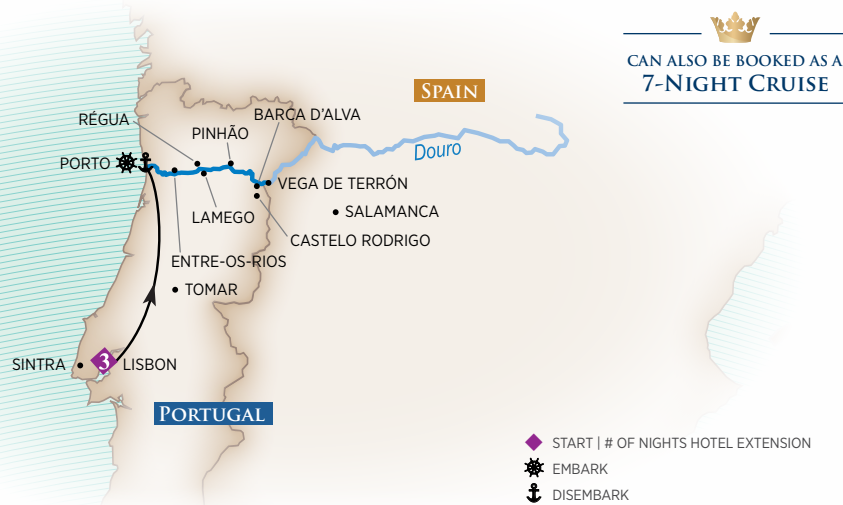 CAN ALSO BE BOOKED AS A
7-NIGHT CRUISE
SPAIN
BARCA D'ALVA
RÉGUA
PINHÃO
Douro
PORTO
VEGA DE TERRÓN
LAMEGO
SALAMANCA
CASTELO RODRIGO
ENTRE-OS-RIOS
TOMAR
SINTRA
3
LISBON
PORTUGAL
START | # OF NIGHTS HOTEL EXTENSION
EMBARK
DISEMBARK